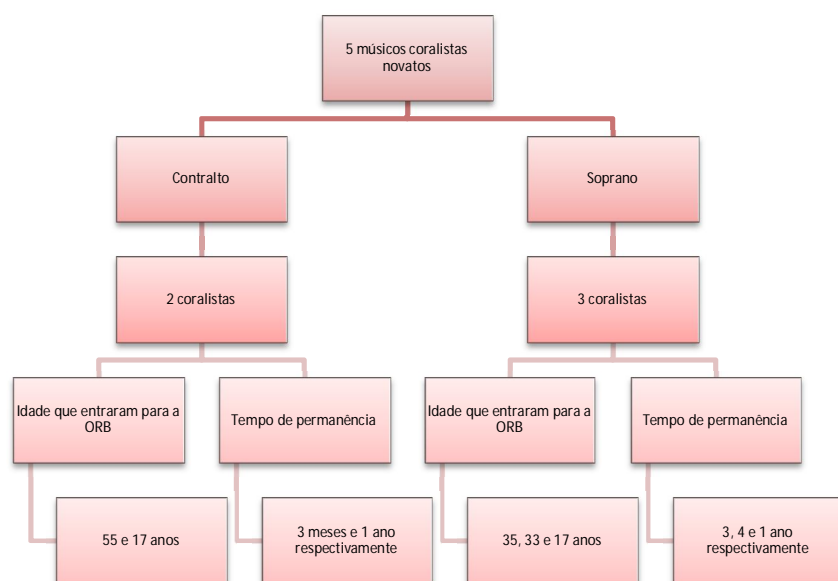 5 músicos coralistas
novatos
Contralto
Soprano
2 coralistas
3 coralistas
Idade que entraram para a
ORB
Tempo de permanência
Idade que entraram para a
ORB
Tempo de permanência
55 e 17 anos
3 meses e 1 ano
respectivamente
35, 33 e 17 anos
3, 4 e 1 ano
respectivamente